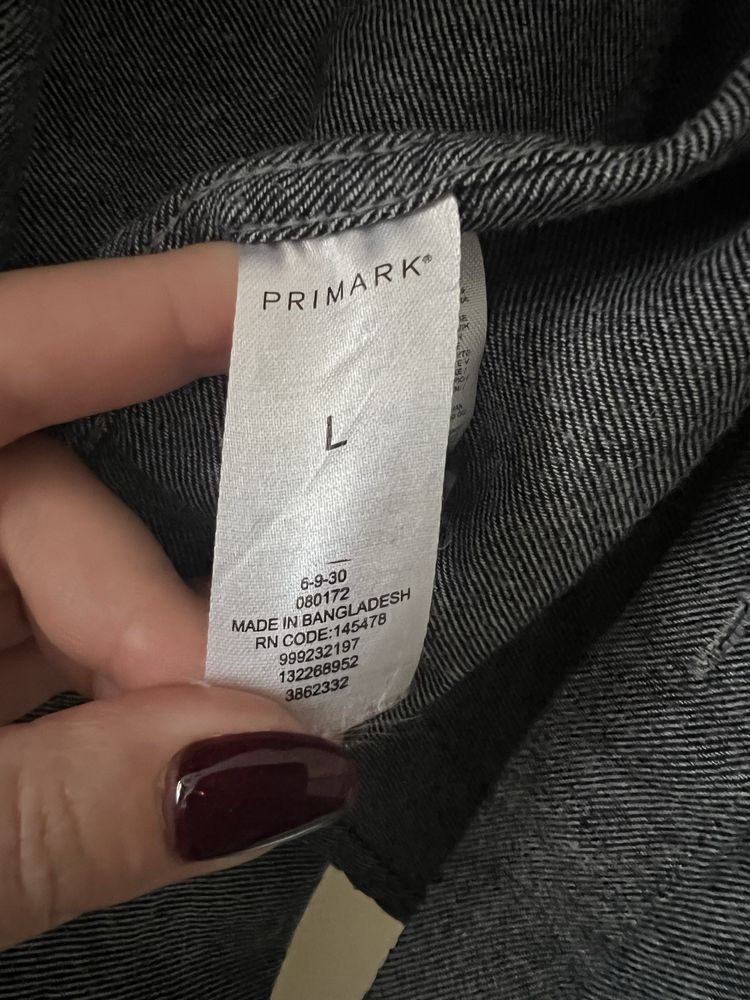 PRIMARK®
L
6-9-30
080172
MADE IN BANGLADESH
RN CODE:145478
999232197
132268952
3862332